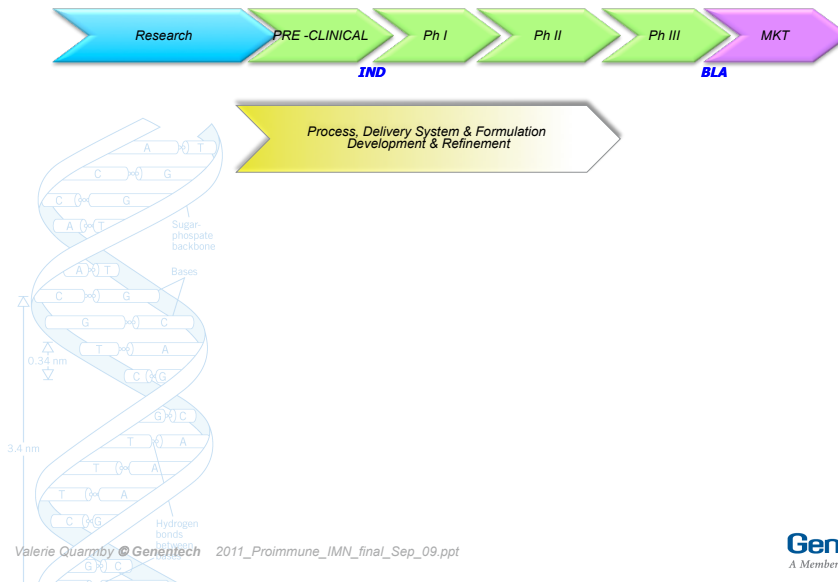 Research
PRE -CLINICAL
Ph I
Ph II
Ph III
MKT
IND
BLA
Process, Delivery System & Formulation
Development & Refinement
A T
C G
C G
A T
Sugar-
phospate
backbone
A T
Bases
C G
G C
T A
0.34 nm
C G
G C
T A
3.4 nm
T A
T A
C G
Hydrogen
bonds
between
Valerie Quarmby © Genentech 2011_Proimmune_IMN_final_Sep_09.ppt
G C
Gen
A Member